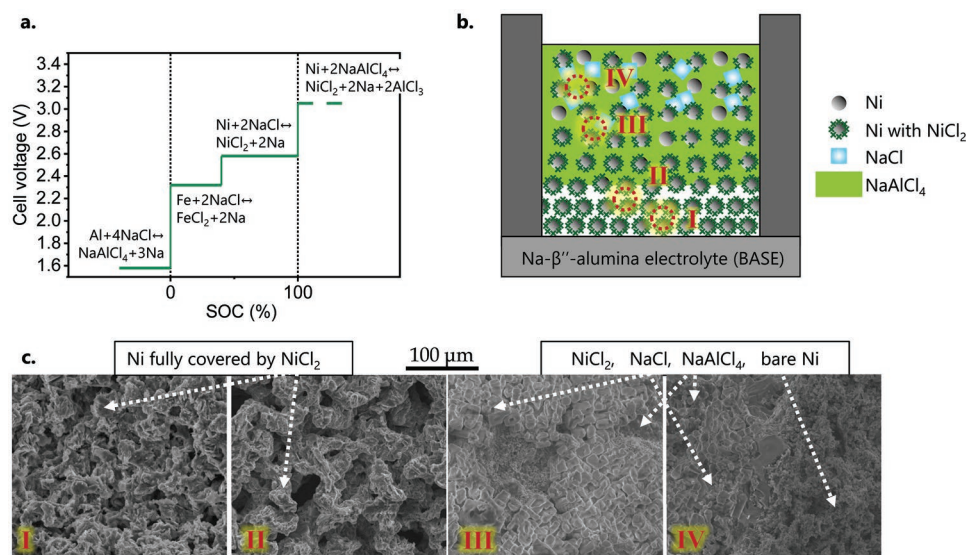 a.
3.4
3.2
3.0
2.8
2.6
2.4
2.2
2.0
1.8
1.6
Cell voltage (V)
Ni+2NaAlCl₄↔
NiCl₂+2Na+2AlCl₃
Ni+2NaCl↔
NiCl₂+2Na
Fe+2NaCl↔
FeCl₂+2Na
Al+4NaCl↔
NaAlCl₄+3Na
0
100
SOC (%)
b.
IV
III
II
I
Na-β''-alumina electrolyte (BASE)
Ni
Ni with NiCl₂
NaCl
NaAlCl₄
c.
Ni fully covered by NiCl₂
100 μm
NiCl₂, NaCl, NaAlCl₄, bare Ni
I
II
III
IV